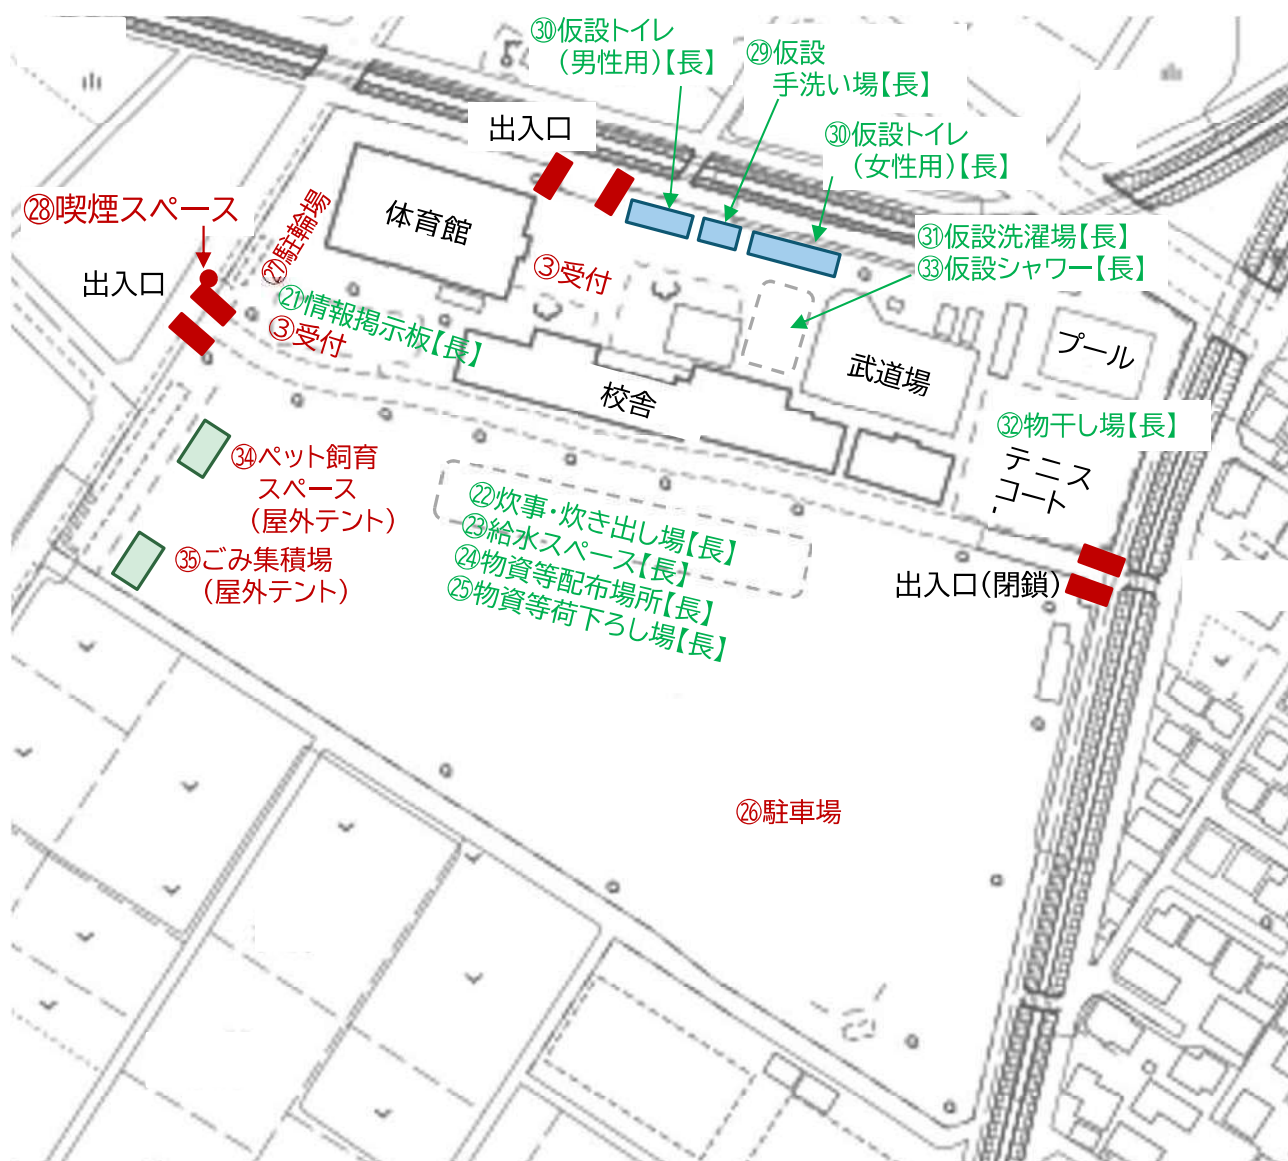 ㉚仮設トイレ
（男性用）【長】
㉙仮設
手洗い場【長】
出入口
㉚仮設トイレ
（女性用）【長】
㉘喫煙スペース
㉗駐輪場
体育館
㉛仮設洗濯場【長】
㉝仮設シャワー【長】
出入口
③受付
㉑情報掲示板【長】
③受付
プール
武道場
校舎
㉜物干し場【長】
テニス
コート
㉞ペット飼育
スペース
（屋外テント）
㉒炊事・炊き出し場【長】
㉓給水スペース【長】
㉔物資等配布場所【長】
㉕物資等荷下ろし場【長】
㉟ごみ集積場
（屋外テント）
出入口（閉鎖）
㉖駐車場